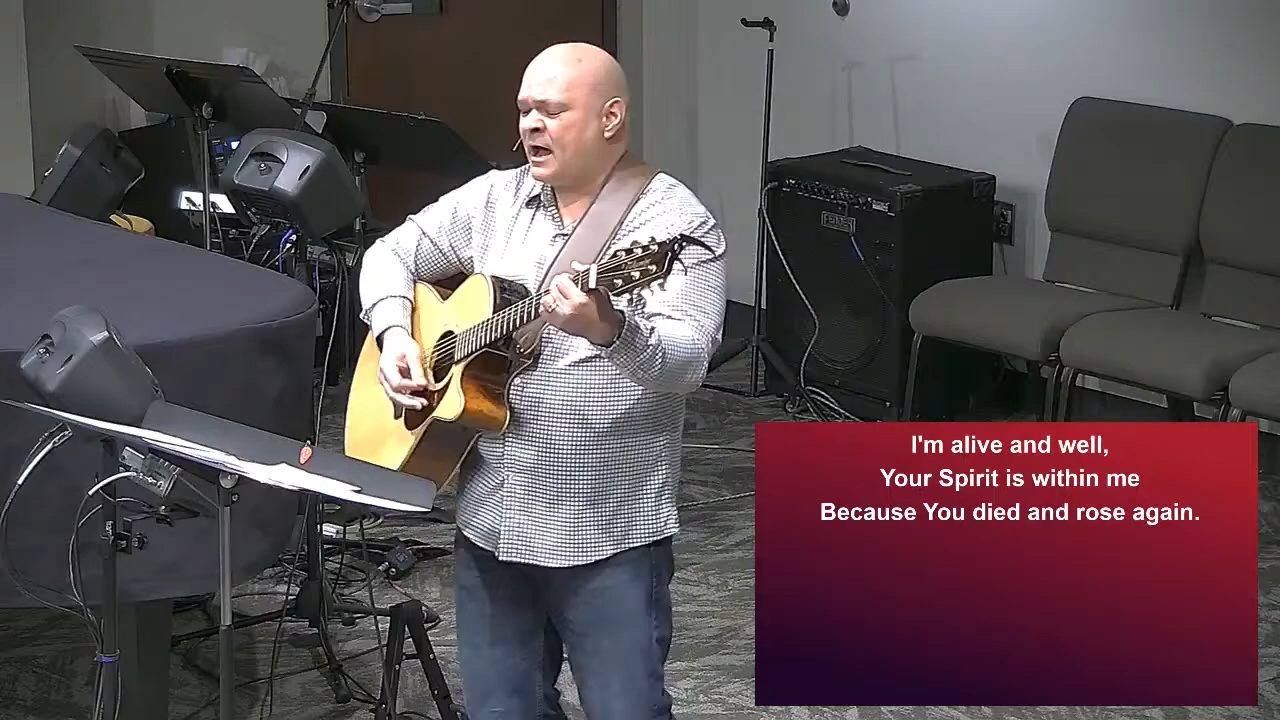 I'm alive and well,
Your Spirit is within me
Because You died and rose again.